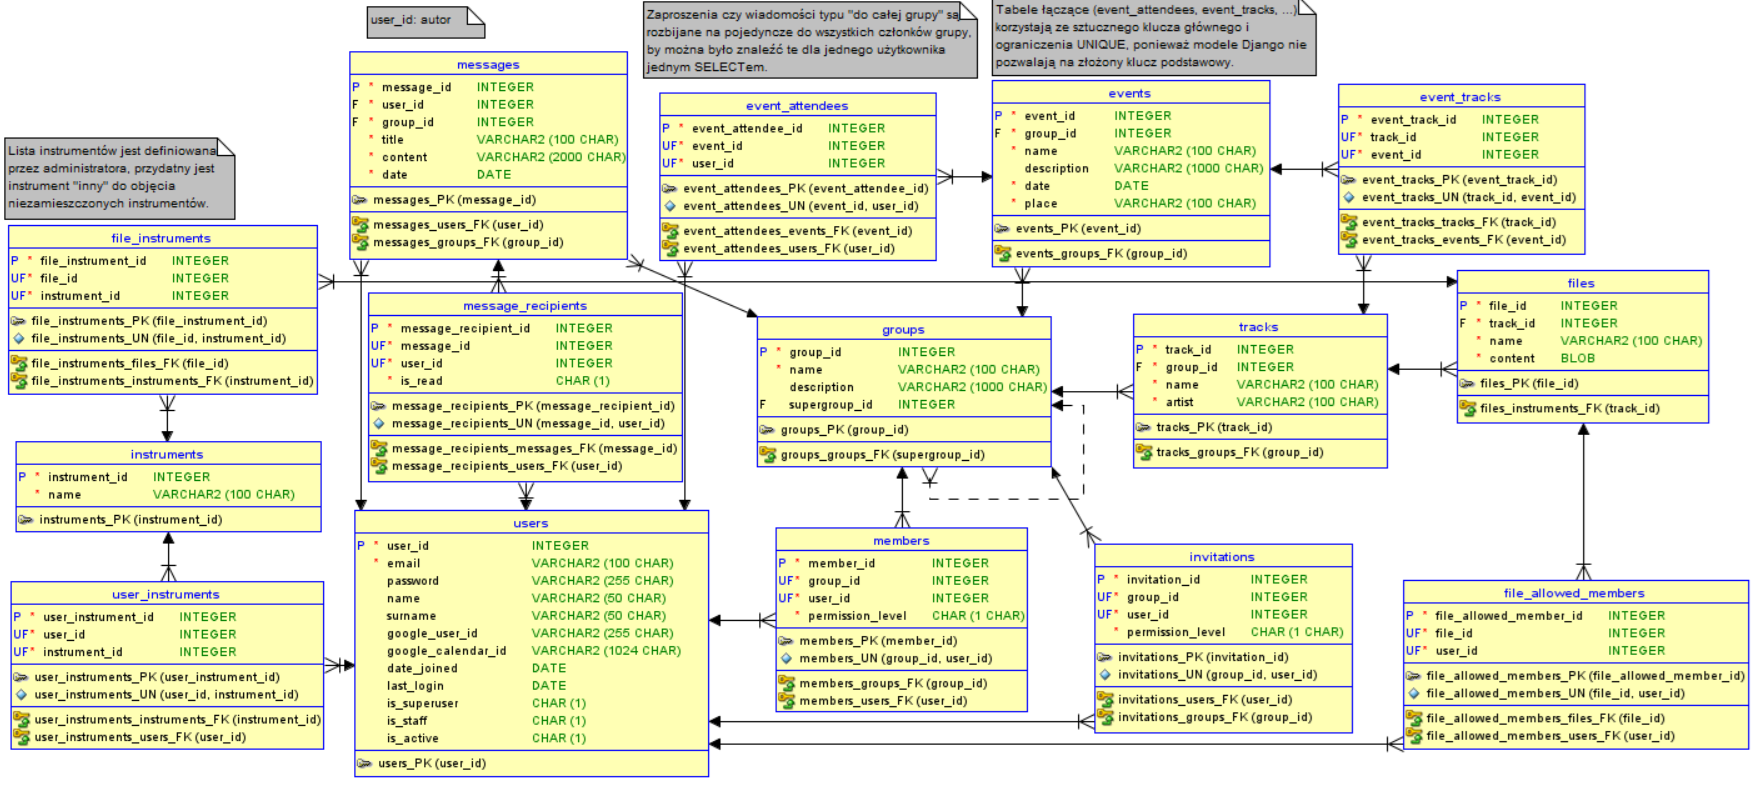 user_id: autor
Zaproszenia czy wiadomości typu "do całej grupy" są
rozbijane na pojedyncze do wszystkich członków grupy,
by można było znaleźć te dla jednego użytkownika
jednym SELECTem.
Tabele łączące (event_attendees, event_tracks, ...)
korzystają ze sztucznego klucza głównego i
ograniczenia UNIQUE, ponieważ modele Django nie
pozwalają na złożony klucz podstawowy.
Lista instrumentów jest definiowana
przez administratora, przydatny jest
instrument "inny" do objęcia
niezamieszczonych instrumentów.
messages
P * message_id INTEGER
F * user_id INTEGER
F * group_id INTEGER
* title VARCHAR2 (100 CHAR)
* content VARCHAR2 (2000 CHAR)
* date DATE
messages_PK (message_id)
messages_users_FK (user_id)
messages_groups_FK (group_id)
event_attendees
P * event_attendee_id INTEGER
UF* event_id INTEGER
UF* user_id INTEGER
event_attendees_PK (event_attendee_id)
event_attendees_UN (event_id, user_id)
event_attendees_events_FK (event_id)
event_attendees_users_FK (user_id)
events
P * event_id INTEGER
F * group_id INTEGER
* name VARCHAR2 (100 CHAR)
description VARCHAR2 (1000 CHAR)
* date DATE
* place VARCHAR2 (100 CHAR)
events_PK (event_id)
events_groups_FK (group_id)
event_tracks
P * event_track_id INTEGER
UF* track_id INTEGER
UF* event_id INTEGER
event_tracks_PK (event_track_id)
event_tracks_UN (track_id, event_id)
event_tracks_tracks_FK (track_id)
event_tracks_events_FK (event_id)
file_instruments
P * file_instrument_id INTEGER
UF* file_id INTEGER
UF* instrument_id INTEGER
file_instruments_PK (file_instrument_id)
file_instruments_UN (file_id, instrument_id)
file_instruments_files_FK (file_id)
file_instruments_instruments_FK (instrument_id)
message_recipients
P * message_recipient_id INTEGER
UF* message_id INTEGER
UF* user_id INTEGER
* is_read CHAR (1)
message_recipients_PK (message_recipient_id)
message_recipients_UN (message_id, user_id)
message_recipients_messages_FK (message_id)
message_recipients_users_FK (user_id)
groups
P * group_id INTEGER
* name VARCHAR2 (100 CHAR)
description VARCHAR2 (1000 CHAR)
F supergroup_id INTEGER
groups_PK (group_id)
groups_groups_FK (supergroup_id)
tracks
P * track_id INTEGER
F * group_id INTEGER
* name VARCHAR2 (100 CHAR)
* artist VARCHAR2 (100 CHAR)
tracks_PK (track_id)
tracks_groups_FK (group_id)
files
P * file_id INTEGER
F * track_id INTEGER
* name VARCHAR2 (100 CHAR)
* content BLOB
files_PK (file_id)
files_instruments_FK (track_id)
instruments
P * instrument_id INTEGER
* name VARCHAR2 (100 CHAR)
instruments_PK (instrument_id)
user_instruments
P * user_instrument_id INTEGER
UF* user_id INTEGER
UF* instrument_id INTEGER
user_instruments_PK (user_instrument_id)
user_instruments_UN (user_id, instrument_id)
user_instruments_instruments_FK (instrument_id)
user_instruments_users_FK (user_id)
users
P * user_id INTEGER
* email VARCHAR2 (100 CHAR)
password VARCHAR2 (255 CHAR)
name VARCHAR2 (50 CHAR)
surname VARCHAR2 (50 CHAR)
google_user_id VARCHAR2 (255 CHAR)
google_calendar_id VARCHAR2 (1024 CHAR)
date_joined DATE
last_login DATE
is_superuser CHAR (1)
is_staff CHAR (1)
is_active CHAR (1)
users_PK (user_id)
members
P * member_id INTEGER
UF* group_id INTEGER
UF* user_id INTEGER
* permission_level CHAR (1 CHAR)
members_PK (member_id)
members_UN (group_id, user_id)
members_groups_FK (group_id)
members_users_FK (user_id)
invitations
P * invitation_id INTEGER
UF* group_id INTEGER
UF* user_id INTEGER
* permission_level CHAR (1 CHAR)
invitations_PK (invitation_id)
invitations_UN (group_id, user_id)
invitations_users_FK (user_id)
invitations_groups_FK (group_id)
file_allowed_members
P * file_allowed_member_id INTEGER
UF* file_id INTEGER
UF* user_id INTEGER
file_allowed_members_PK (file_allowed_member_id)
file_allowed_members_UN (file_id, user_id)
file_allowed_members_files_FK (file_id)
file_allowed_members_users_FK (user_id)